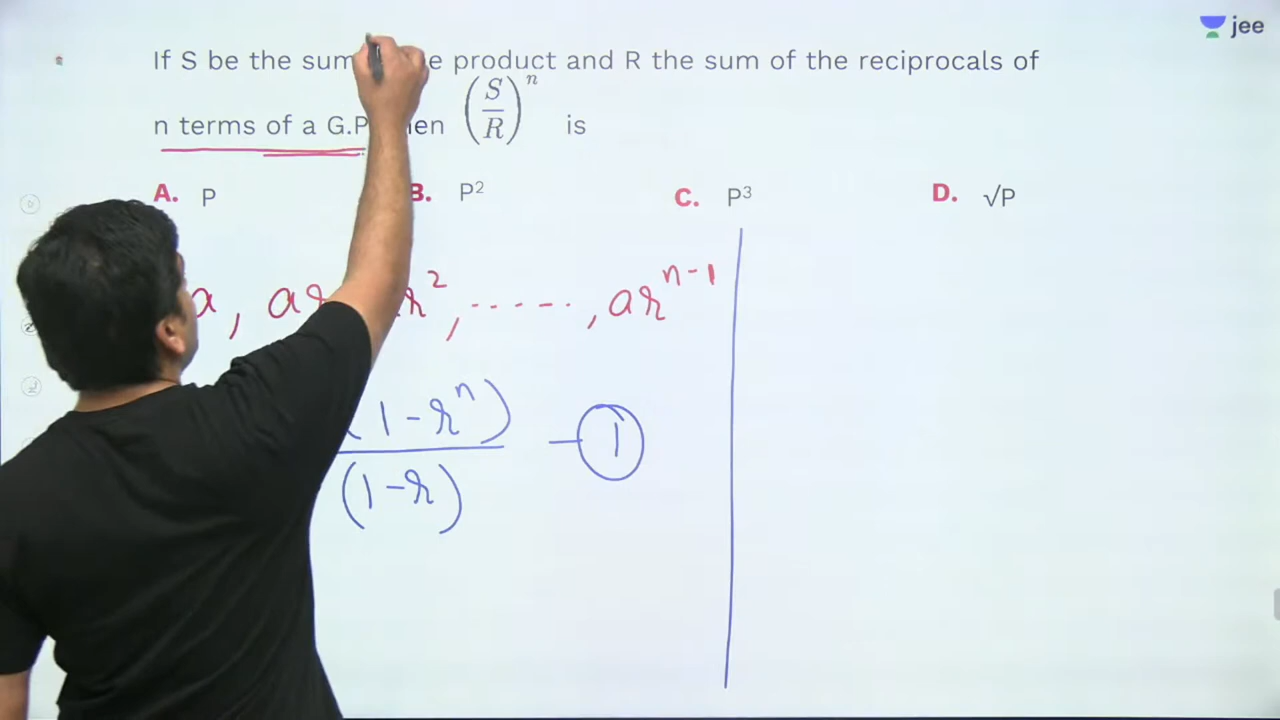 jee
If S be the sum product and R the sum of the reciprocals of
n terms of a G.P (S/R)^n is
A. P B. P² C. P³ D. √P
a, ar r², ......, ar^(n-1)
(1-r^n) / (1-r) — 1